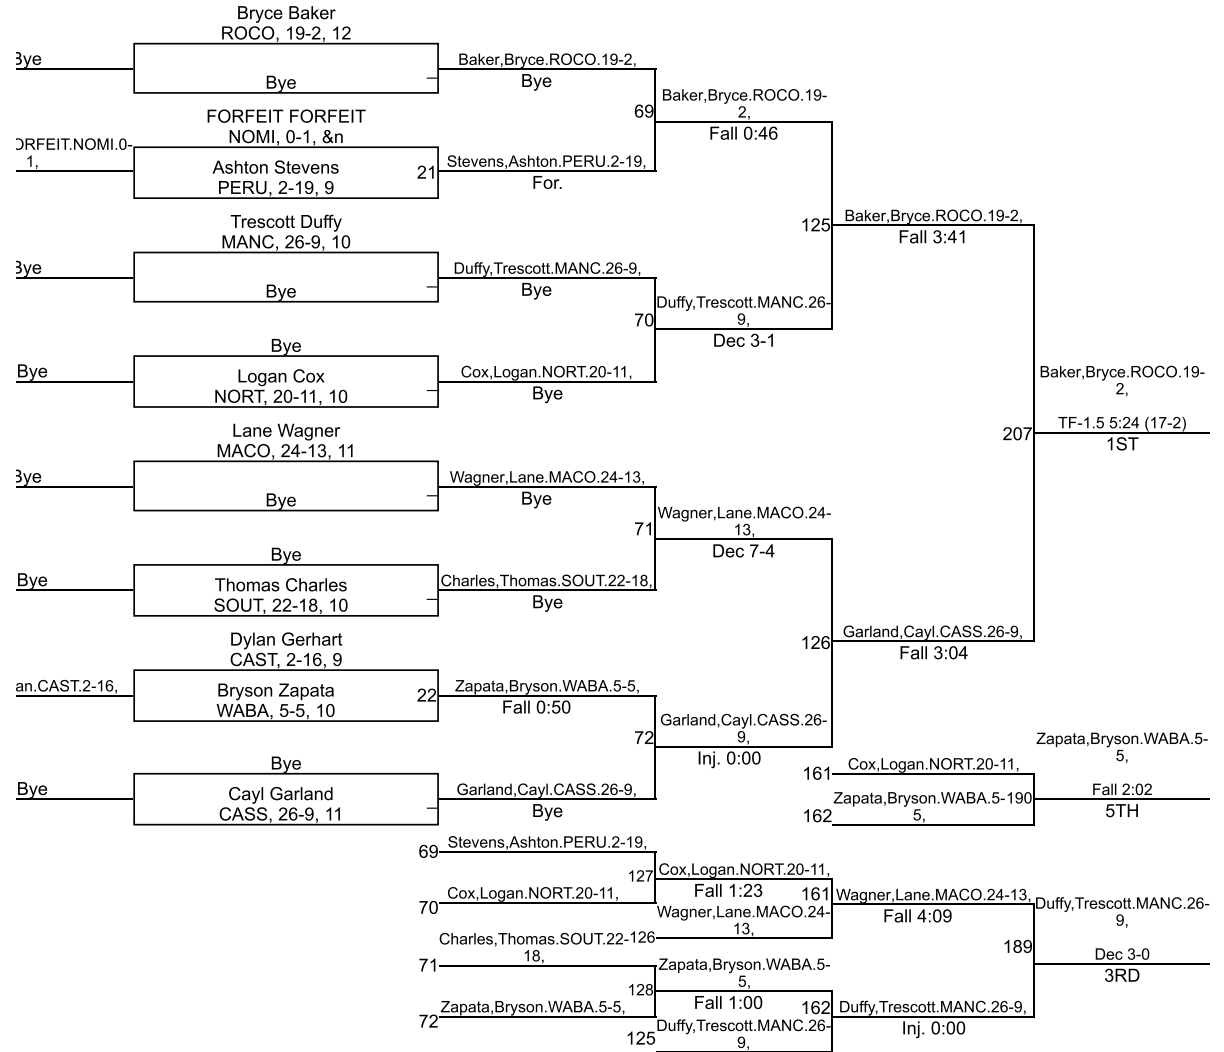 Bryce Baker
ROCO, 19-2, 12
Bye
Bye
Baker,Bryce.ROCO.19-2,
Bye
69
Baker,Bryce.ROCO.19-
2,
Fall 0:46
FORFEIT FORFEIT
NOMI, 0-1, &n
ORFEIT.NOMI.0-
1,
Ashton Stevens
PERU, 2-19, 9
21
Stevens,Ashton.PERU.2-19,
For.
Trescott Duffy
MANC, 26-9, 10
125
Baker,Bryce.ROCO.19-2,
Fall 3:41
Bye
Bye
Duffy,Trescott.MANC.26-9,
Bye
70
Duffy,Trescott.MANC.26-
9,
Dec 3-1
Bye
Bye
Logan Cox
NORT, 20-11, 10
Cox,Logan.NORT.20-11,
Bye
Baker,Bryce.ROCO.19-
2,
207
TF-1.5 5:24 (17-2)
1ST
Lane Wagner
MACO, 24-13, 11
Bye
Bye
Wagner,Lane.MACO.24-13,
Bye
71
Wagner,Lane.MACO.24-
13,
Dec 7-4
Bye
Bye
Thomas Charles
SOUT, 22-18, 10
Charles,Thomas.SOUT.22-18,
Bye
126
Garland,Cayl.CASS.26-9,
Fall 3:04
Dylan Gerhart
CAST, 2-16, 9
an.CAST.2-16,
Bryson Zapata
WABA, 5-5, 10
22
Zapata,Bryson.WABA.5-5,
Fall 0:50
72
Garland,Cayl.CASS.26-
9,
Inj. 0:00
Bye
Bye
Cayl Garland
CASS, 26-9, 11
Garland,Cayl.CASS.26-9,
Bye
161
Cox,Logan.NORT.20-11,
162
Zapata,Bryson.WABA.5-190
5,
Zapata,Bryson.WABA.5-
5,
Fall 2:02
5TH
69
Stevens,Ashton.PERU.2-19,
127
Cox,Logan.NORT.20-11,
Fall 1:23
70
Cox,Logan.NORT.20-11,
161
Wagner,Lane.MACO.24-13,
Fall 4:09
Wagner,Lane.MACO.24-
13,
126
Duffy,Trescott.MANC.26-
9,
189
Dec 3-0
3RD
Charles,Thomas.SOUT.22-
18,
71
Zapata,Bryson.WABA.5-
5,
128
Fall 1:00
72
Zapata,Bryson.WABA.5-5,
162
Duffy,Trescott.MANC.26-9,
Inj. 0:00
125
Duffy,Trescott.MANC.26-
9,